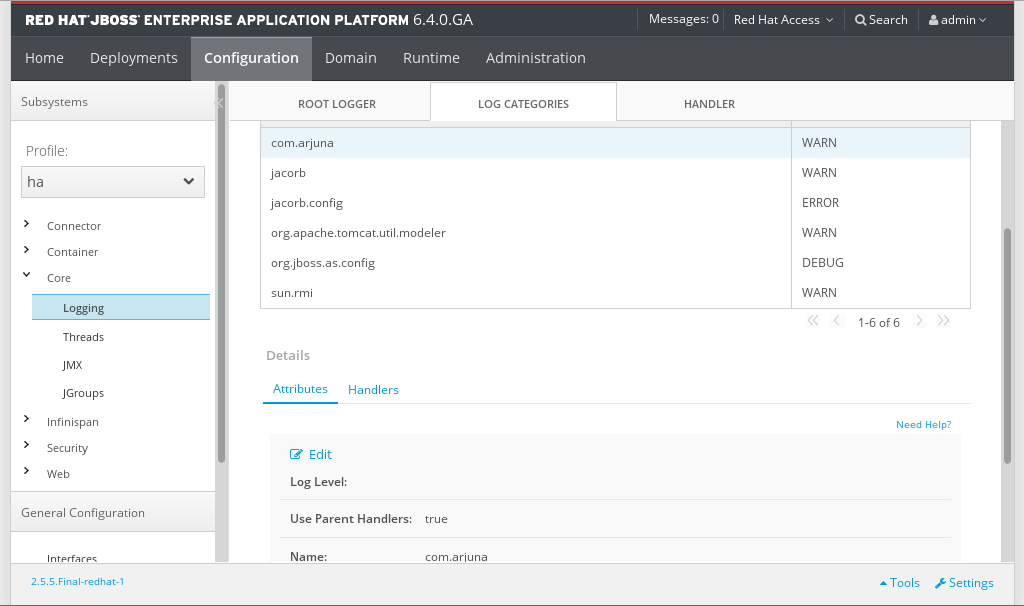 RED HAT JBOSS ENTERPRISE APPLICATION PLATFORM 6.4.0.GA Messages: 0 Red Hat Access Search admin
Home Deployments Configuration Domain Runtime Administration
Subsystems
ROOT LOGGER LOG CATEGORIES HANDLER
Profile:
ha
Connector
Container
Core
Logging
Threads
JMX
JGroups
Infinispan
Security
Web
General Configuration
Interfaces
com.arjuna WARN
jacorb WARN
jacorb.config ERROR
org.apache.tomcat.util.modeler WARN
org.jboss.as.config DEBUG
sun.rmi WARN
1-6 of 6
Details
Attributes Handlers
Need Help?
Edit
Log Level:
Use Parent Handlers: true
Name: com.arjuna
2.5.5.Final-redhat-1 Tools Settings